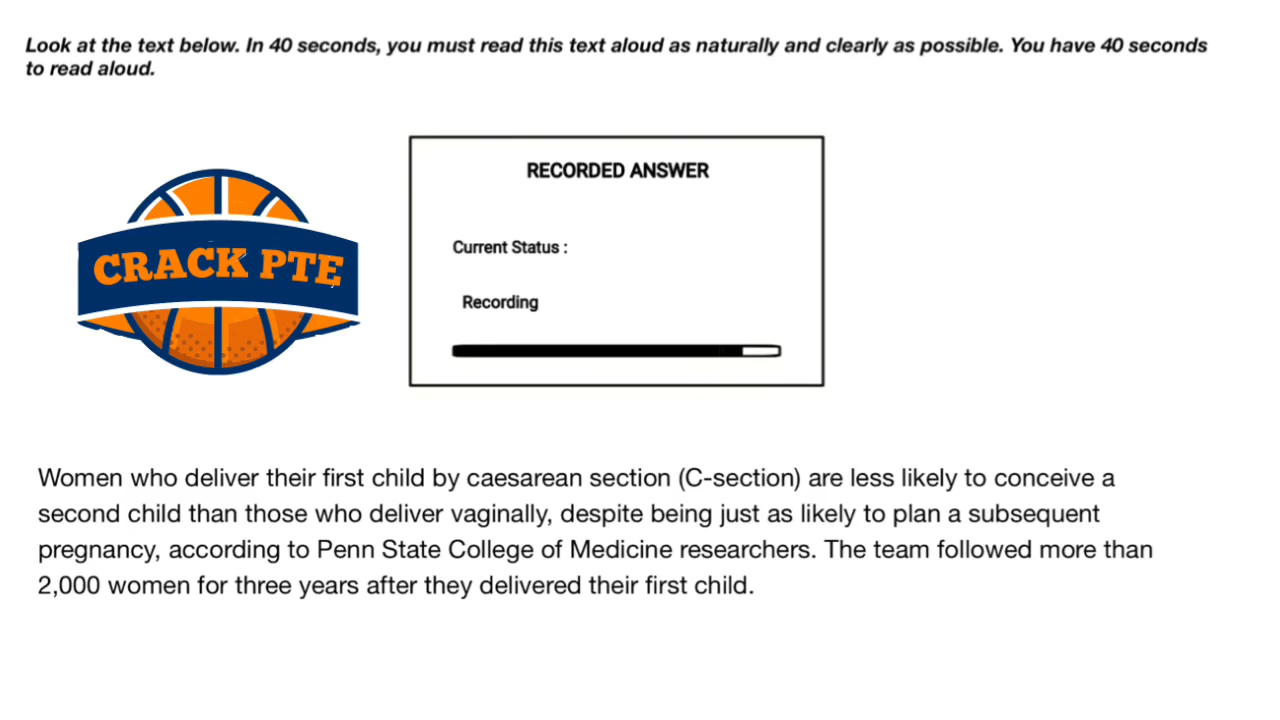 Look at the text below. In 40 seconds, you must read this text aloud as naturally and clearly as possible. You have 40 seconds
to read aloud.
CRACK PTE
RECORDED ANSWER
Current Status :
Recording
Women who deliver their first child by caesarean section (C-section) are less likely to conceive a
second child than those who deliver vaginally, despite being just as likely to plan a subsequent
pregnancy, according to Penn State College of Medicine researchers. The team followed more than
2,000 women for three years after they delivered their first child.